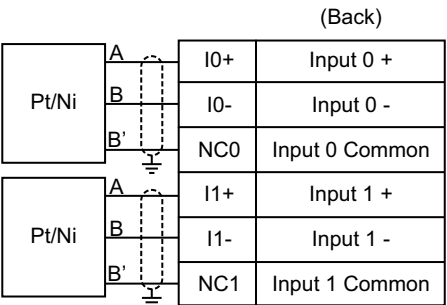 (Back)
A I0+ Input 0 +
Pt/Ni B I0- Input 0 -
B' NC0 Input 0 Common
A I1+ Input 1 +
Pt/Ni B I1- Input 1 -
B' NC1 Input 1 Common